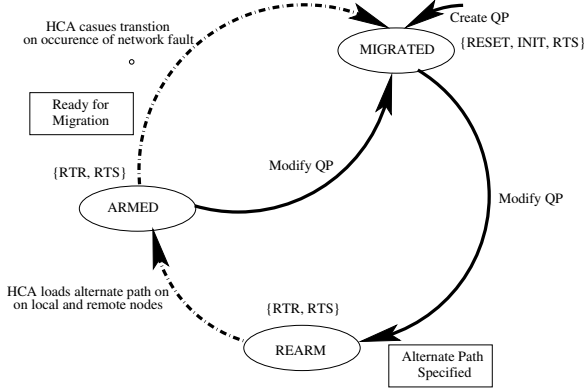 HCA casues transtion
on occurence of network fault
Create QP
MIGRATED
{RESET, INIT, RTS}
Ready for
Migration
{RTR, RTS}
Modify QP
Modify QP
ARMED
HCA loads alternate path on
on local and remote nodes
{RTR, RTS}
REARM
Alternate Path
Specified